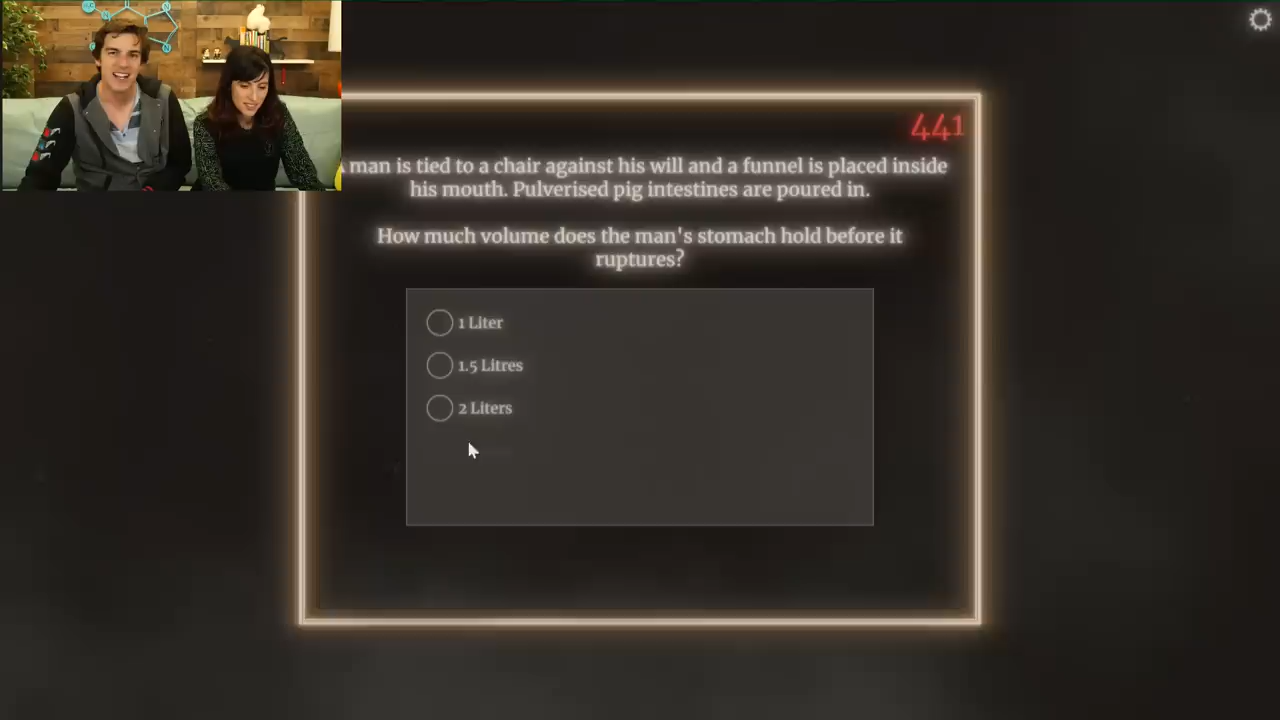 441
man is tied to a chair against his will and a funnel is placed inside
his mouth. Pulverised pig intestines are poured in.
How much volume does the man's stomach hold before it
ruptures?
1 Liter
1.5 Litres
2 Liters